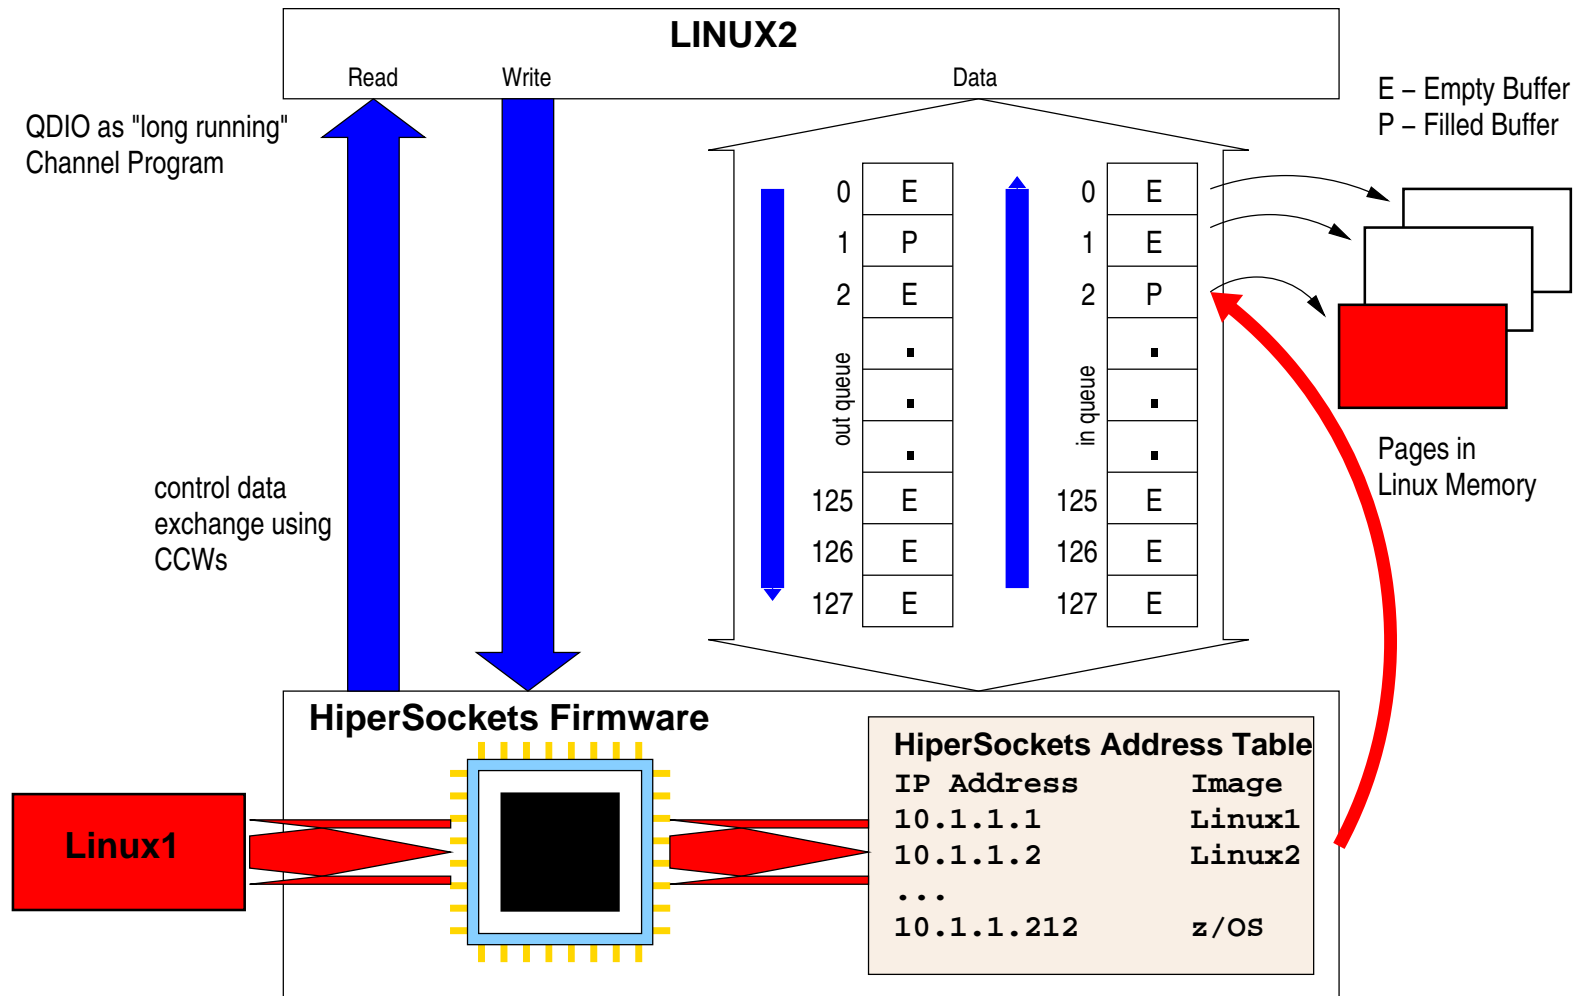 LINUX2
Read Write Data
E – Empty Buffer
P – Filled Buffer
QDIO as "long running"
Channel Program
0 E 0 E
1 P 1 E
2 E 2 P
. .
. .
. .
out queue
in queue
125 E 125 E
126 E 126 E
127 E 127 E
Pages in
Linux Memory
control data
exchange using
CCWs
HiperSockets Firmware
Linux1
HiperSockets Address Table
IP Address Image
10.1.1.1 Linux1
10.1.1.2 Linux2
...
10.1.1.212 z/OS